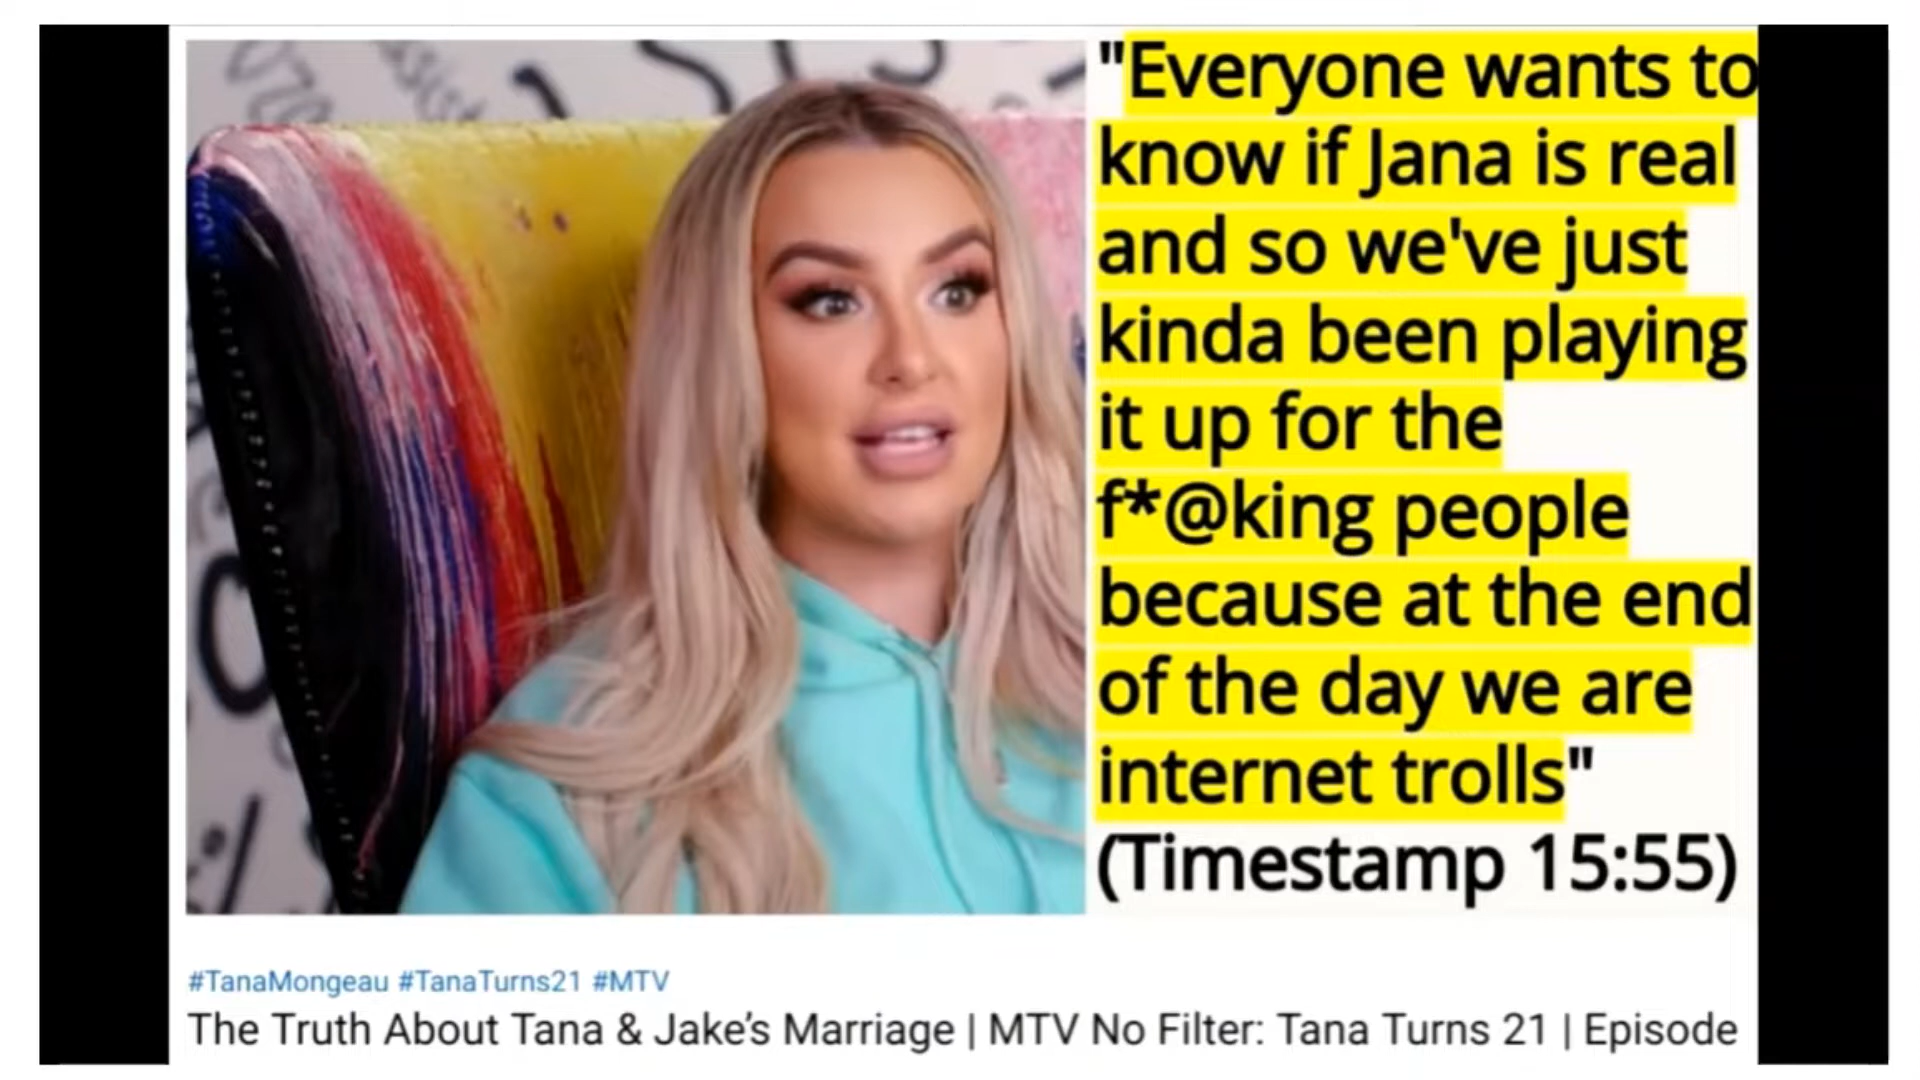 "Everyone wants to
know if Jana is real
and so we've just
kinda been playing
it up for the
f*@king people
because at the end
of the day we are
internet trolls"
(Timestamp 15:55)
#TanaMongeau #TanaTurns21 #MTV
The Truth About Tana & Jake's Marriage | MTV No Filter: Tana Turns 21 | Episode